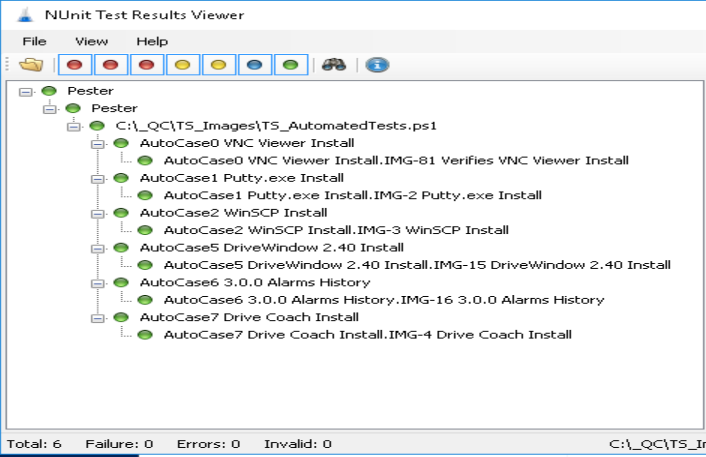 NUnit Test Results Viewer
File View Help
Pester
Pester
C:\_QC\TS_Images\TS_AutomatedTests.ps1
AutoCase0 VNC Viewer Install
AutoCase0 VNC Viewer Install.IMG-81 Verifies VNC Viewer Install
AutoCase1 Putty.exe Install
AutoCase1 Putty.exe Install.IMG-2 Putty.exe Install
AutoCase2 WinSCP Install
AutoCase2 WinSCP Install.IMG-3 WinSCP Install
AutoCase5 DriveWindow 2.40 Install
AutoCase5 DriveWindow 2.40 Install.IMG-15 DriveWindow 2.40 Install
AutoCase6 3.0.0 Alarms History
AutoCase6 3.0.0 Alarms History.IMG-16 3.0.0 Alarms History
AutoCase7 Drive Coach Install
AutoCase7 Drive Coach Install.IMG-4 Drive Coach Install
Total: 6 Failure: 0 Errors: 0 Invalid: 0 C:\_QC\TS_I